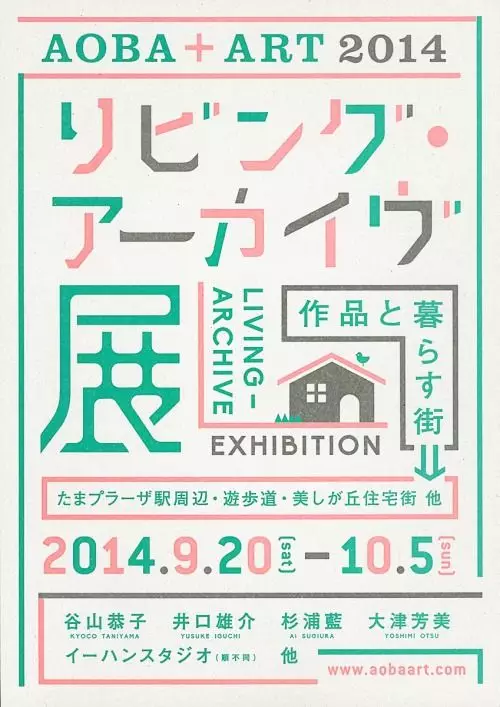 AOBA+ART 2014
リビング・
アーカイヴ
展
LIVING-
ARCHIVE
EXHIBITION
作品と暮らす街
たまプラーザ駅周辺・遊歩道・美しが丘住宅街 他
2014.9.20(sat)-10.5(sun)
谷山恭子 井口雄介 杉浦藍 大津芳美
KYOCO TANIYAMA YUSUKE IGUCHI AI SUGIURA YOSHIMI OTSU
イーハンスタジオ(順不同) 他
www.aobaart.com